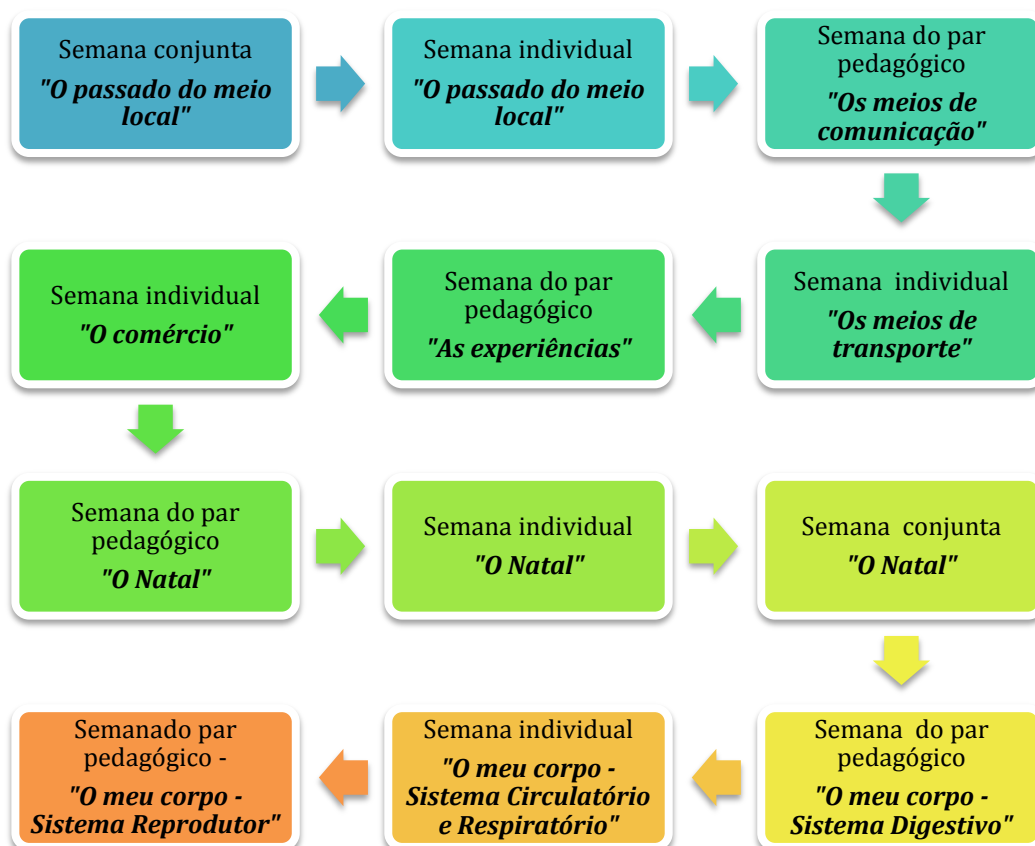 Semana conjunta
"O passado do meio
local"
Semana individual
"O passado do meio
local"
Semana do par
pedagógico
"Os meios de
comunicação"
Semana individual
"Os meios de
transporte"
Semana do par
pedagógico
"As experiências"
Semana individual
"O comércio"
Semana do par
pedagógico
"O Natal"
Semana individual
"O Natal"
Semana conjunta
"O Natal"
Semana do par
pedagógico
"O meu corpo -
Sistema Digestivo"
Semana individual
"O meu corpo -
Sistema Circulatório
e Respiratório"
Semanado par
pedagógico -
"O meu corpo -
Sistema Reprodutor"